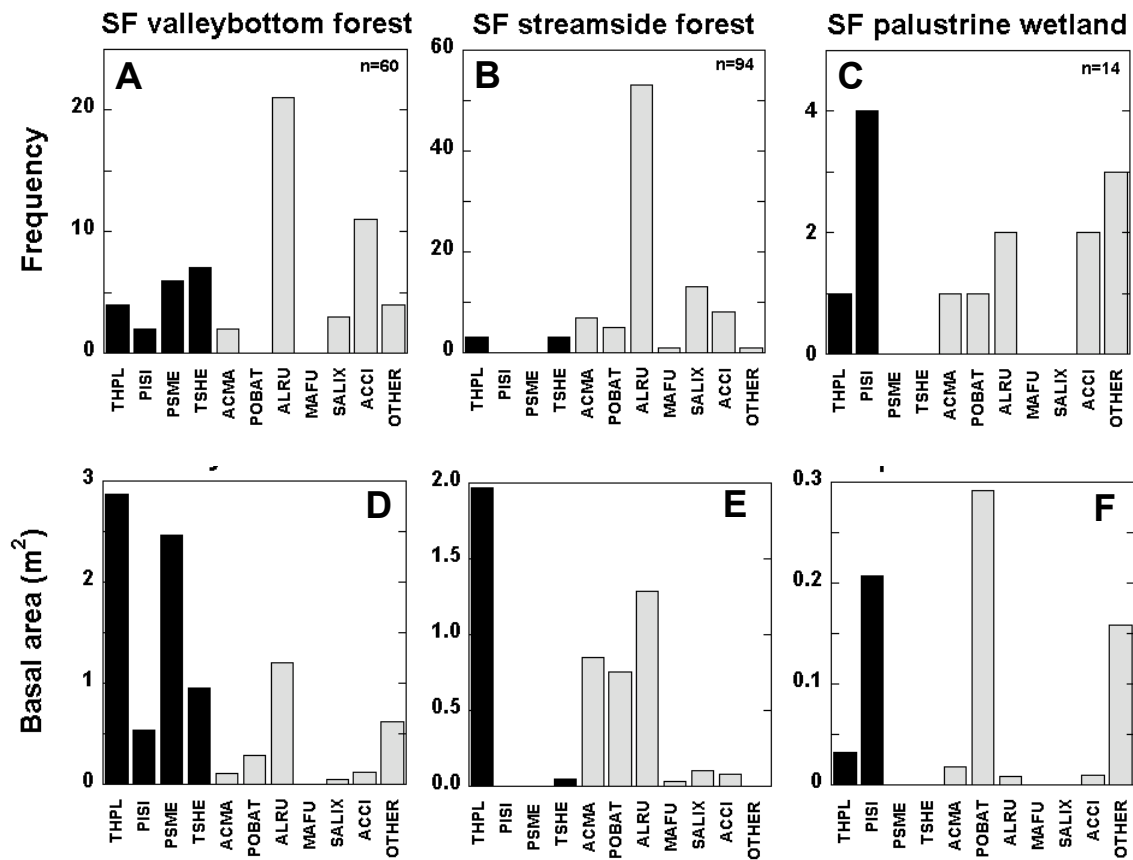 SF valleybottom forest SF streamside forest SF palustrine wetland
A n=60
B n=94
C n=14
Frequency
20
10
0
60
40
20
0
4
2
0
THPL PISI PSME TSHE ACMA POBAT ALRU MAFU SALIX ACCI OTHER
THPL PISI PSME TSHE ACMA POBAT ALRU MAFU SALIX ACCI OTHER
THPL PISI PSME TSHE ACMA POBAT ALRU MAFU SALIX ACCI OTHER
D
E
F
Basal area (m²)
3
2
1
0
2.0
1.5
1.0
0.5
0.0
0.3
0.2
0.1
0
THPL PISI PSME TSHE ACMA POBAT ALRU MAFU SALIX ACCI OTHER
THPL PISI PSME TSHE ACMA POBAT ALRU MAFU SALIX ACCI OTHER
THPL PISI PSME TSHE ACMA POBAT ALRU MAFU SALIX ACCI OTHER